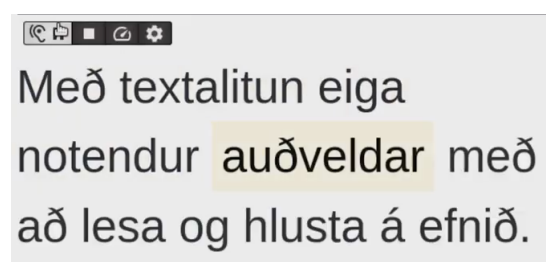 Með textalitun eiga
notendur auðveldar með
að lesa og hlusta á efnið.